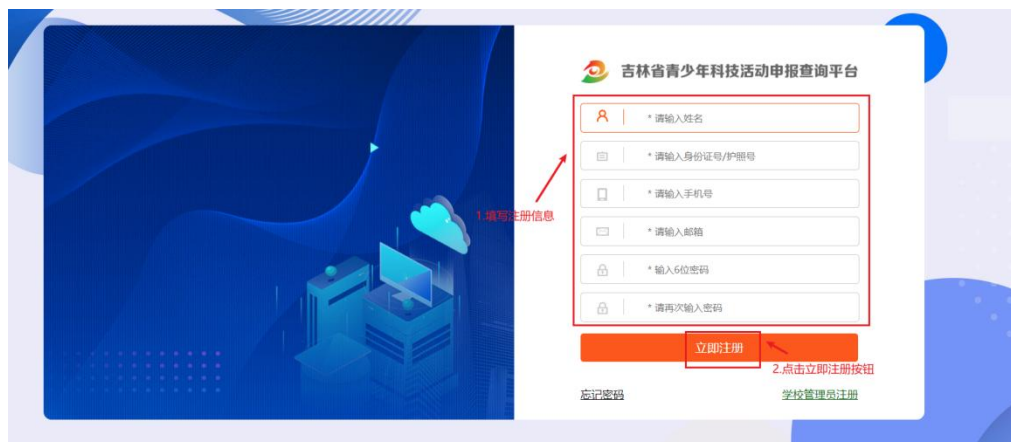 吉林省青少年科技活动申报查询平台
* 请输入姓名
* 请输入身份证号/护照号
* 请输入手机号
1.填写注册信息
* 请输入邮箱
* 输入6位密码
* 请再次输入密码
立即注册
2.点击立即注册按钮
忘记密码
学校管理员注册